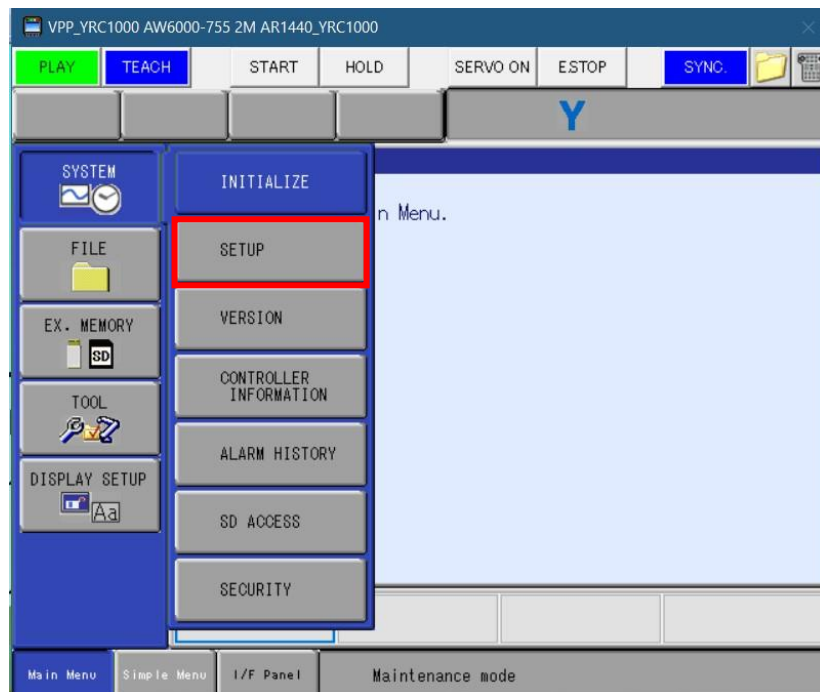 VPP_YRC1000 AW6000-755 2M AR1440_YRC1000
PLAY TEACH START HOLD SERVO ON E.STOP SYNC.
Y
SYSTEM
FILE
EX. MEMORY
SD
TOOL
DISPLAY SETUP
Aa
INITIALIZE
SETUP
VERSION
CONTROLLER
INFORMATION
ALARM HISTORY
SD ACCESS
SECURITY
n Menu.
Main Menu Simple Menu I/F Panel Maintenance mode